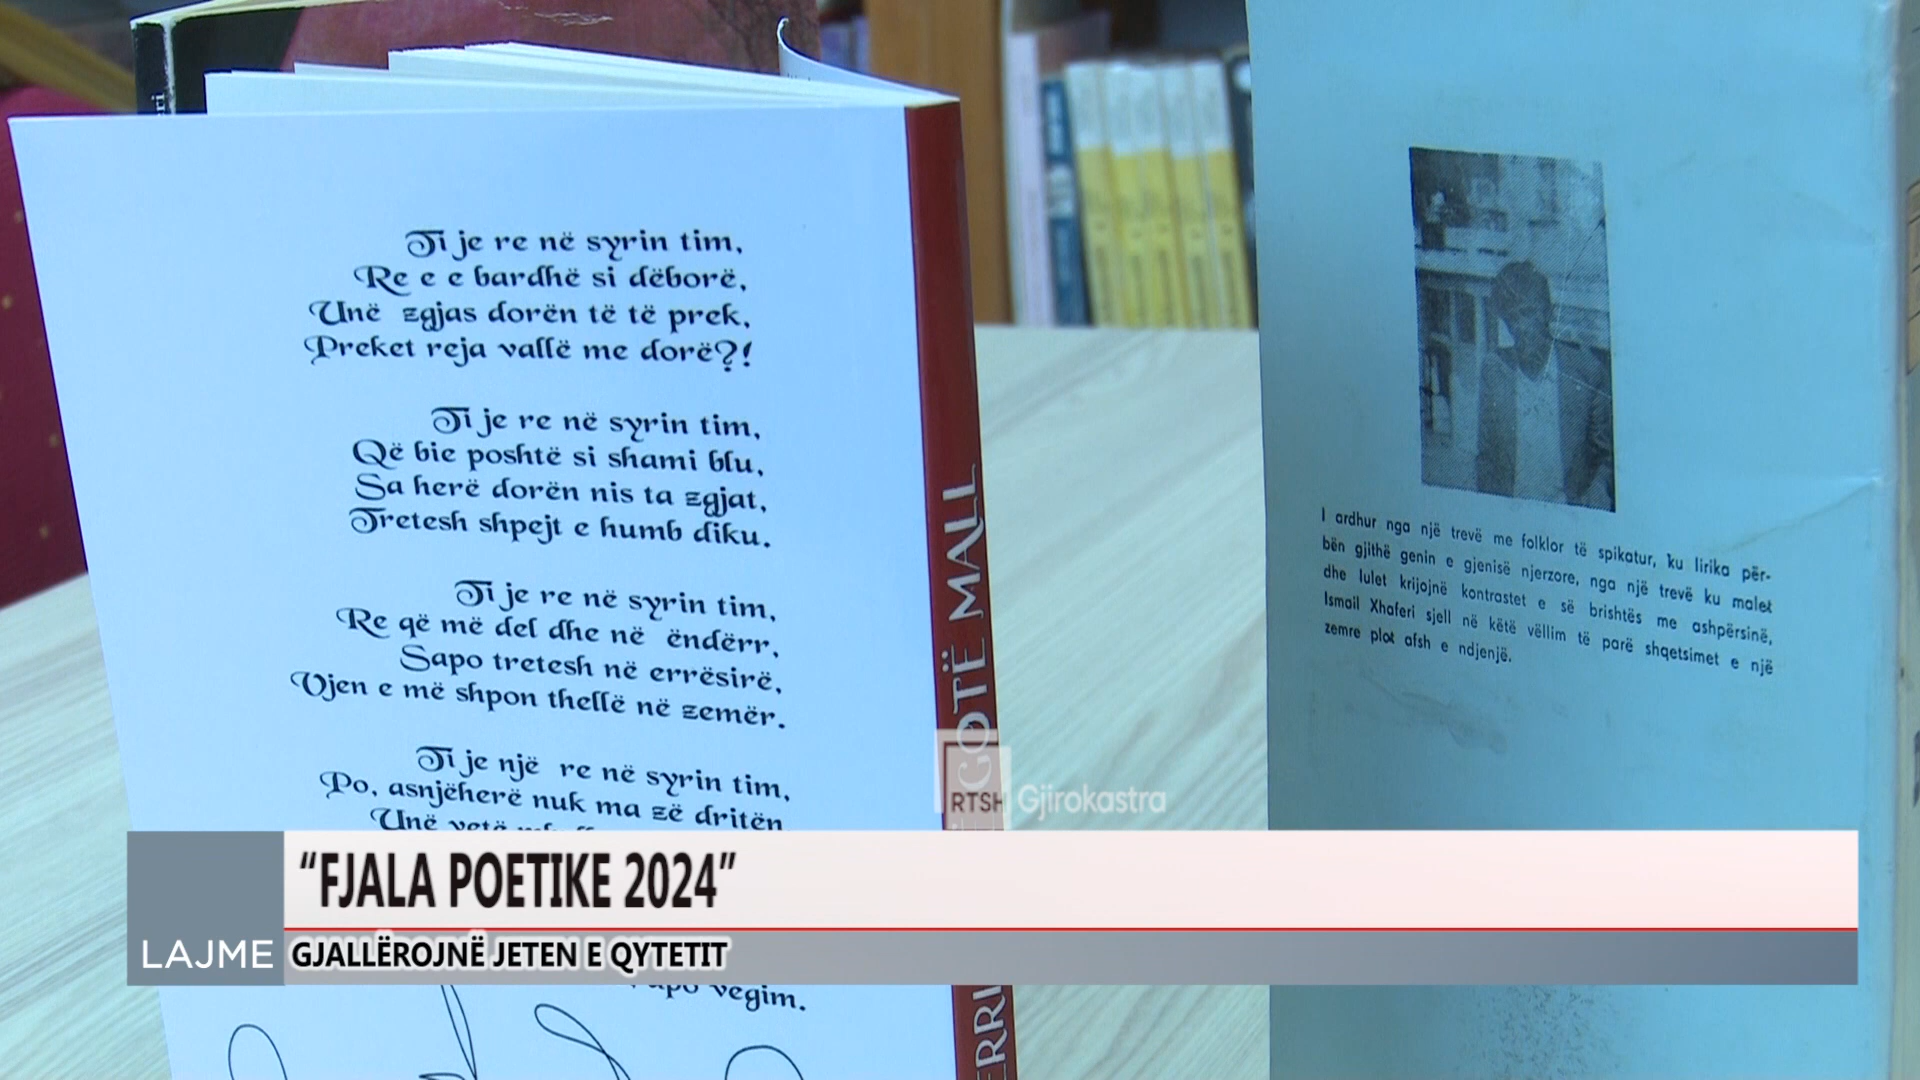 Ti je re në syrin tim,
Re e e bardhë si dëborë,
Unë zgjas dorën të të prek,
Preket reja vallë me dorë?!
Ti je re në syrin tim,
Që bie poshtë si shami blu,
Sa herë dorën nis ta zgjat,
Tretesh shpejt e humb diku.
Ti je re në syrin tim,
Re që më del dhe në ëndërr,
Sapo tretesh në errësirë,
Vjen e më shpon thellë në zemër.
Ti je një re në syrin tim,
Po, asnjëherë nuk ma zë dritën
Unë vetë
apo vegim.
GOTË MALL
I ardhur nga një trevë me folklor të spikatur, ku lirika për-
bën gjithë genin e gjenisë njerzore, nga një trevë ku malet
dhe lulet krijojnë kontrastet e së brishtës me ashpërsinë,
Ismail Xhaferi sjell në këtë vëllim të parë shqetsimet e një
zemre plot afsh e ndjenjë.
RTSH Gjirokastra
“FJALA POETIKE 2024”
LAJME
GJALLËROJNË JETEN E QYTETIT